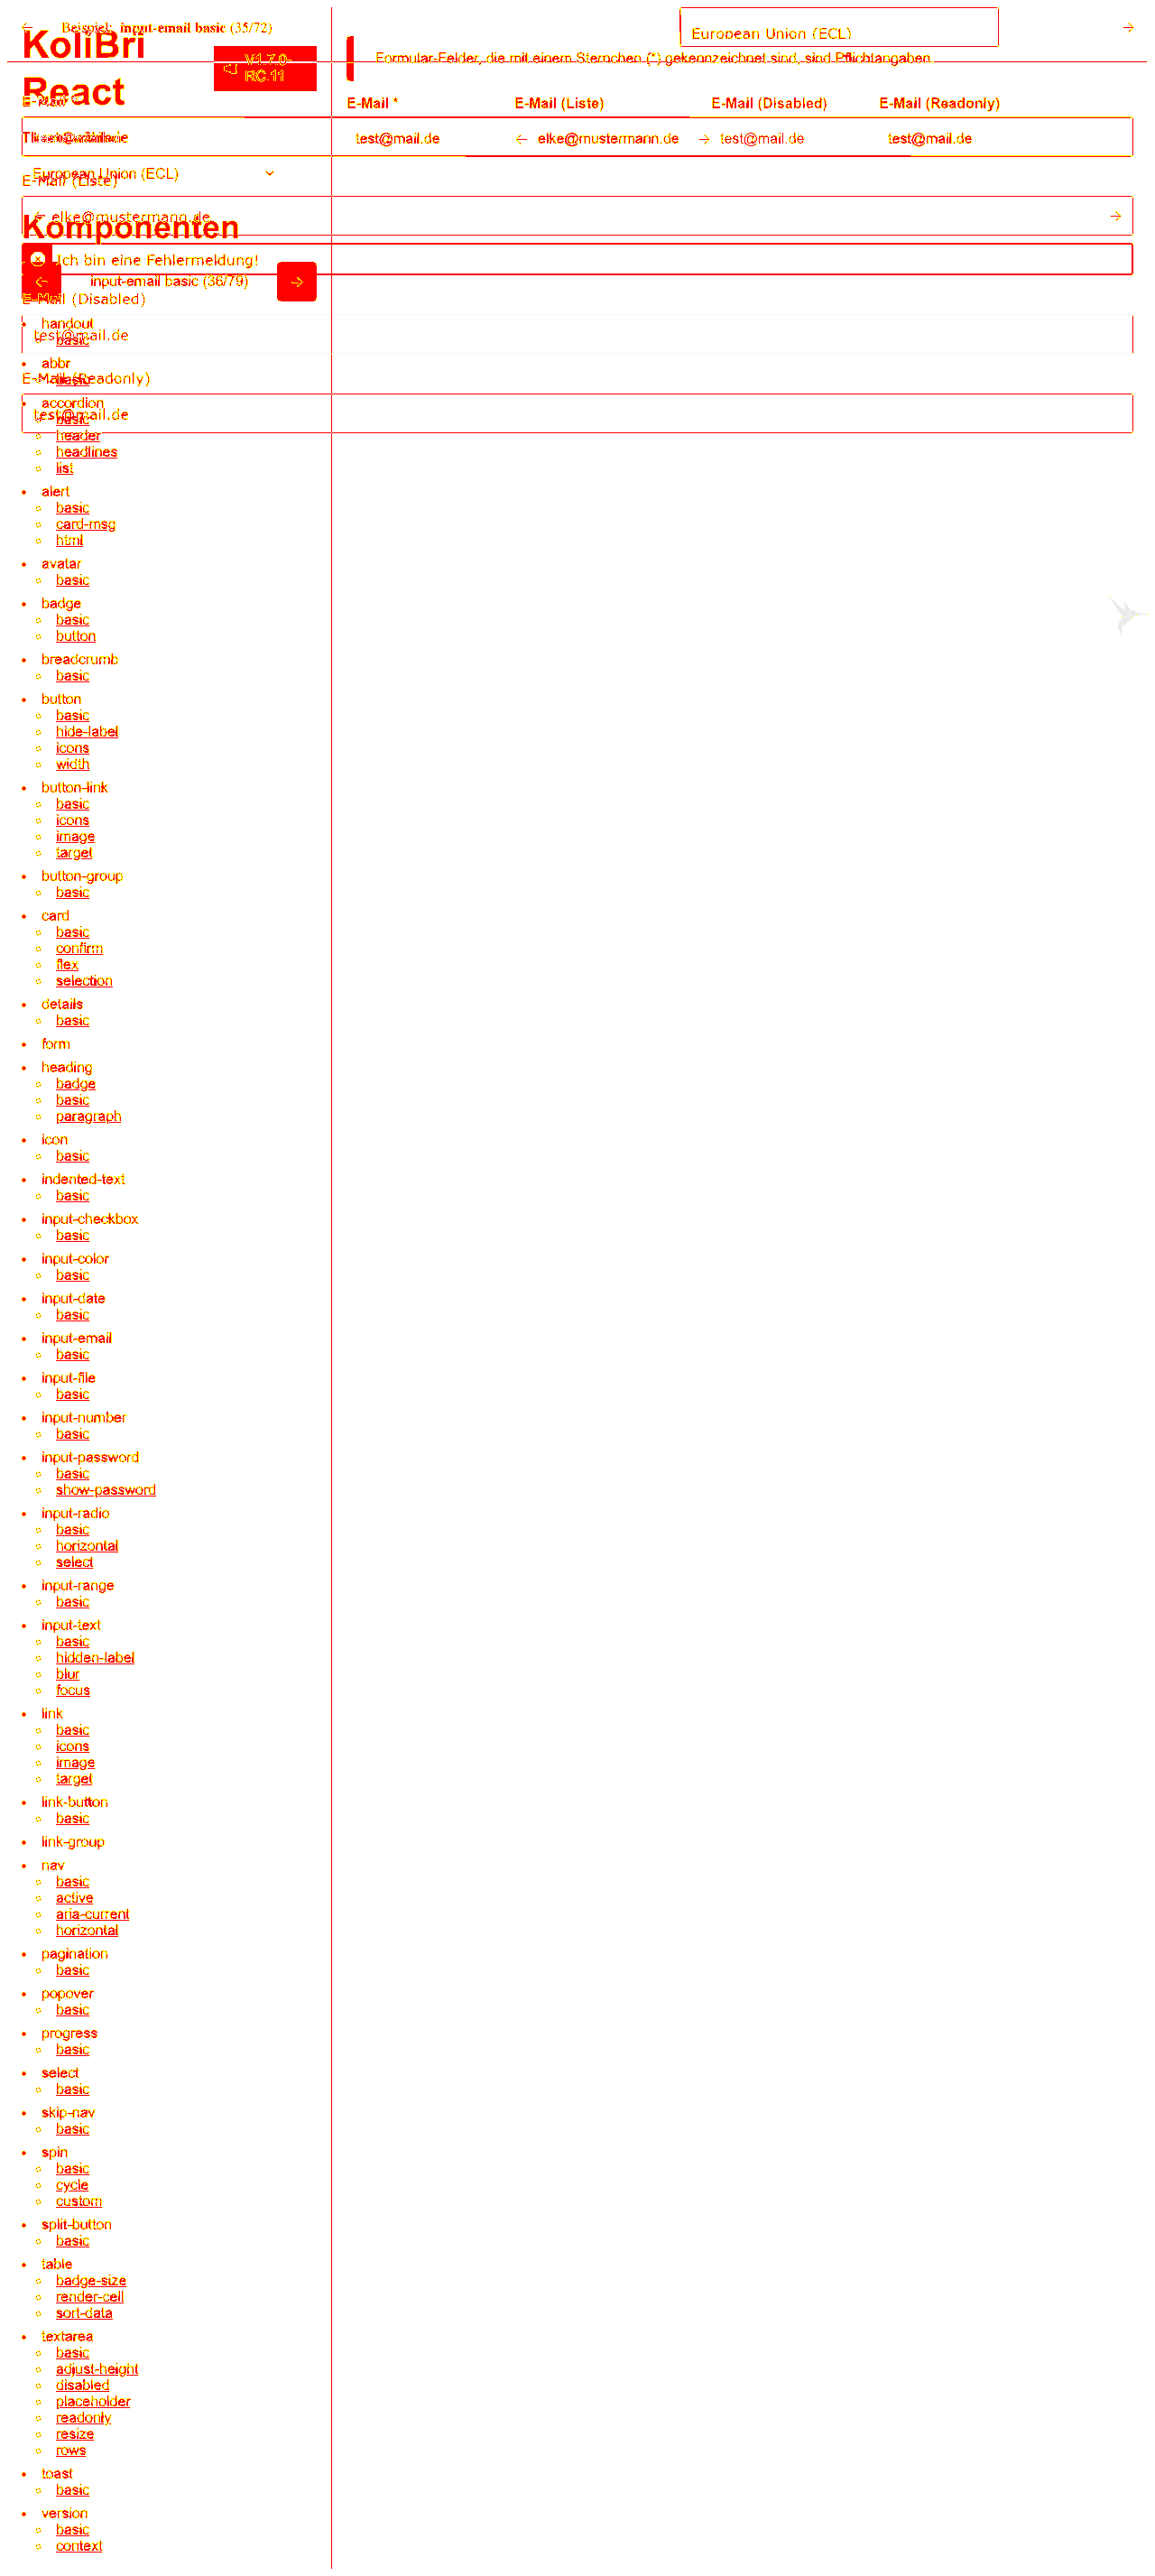 Beispiel: input-email basic (35/72)
European Union (ECL)
KoliBri
React
V1.7.0-
RC.11
Formular-Felder, die mit einem Sternchen (*) gekennzeichnet sind, sind Pflichtangaben.
E-Mail *
E-Mail * E-Mail (Liste) E-Mail (Disabled) E-Mail (Readonly)
test@mail.de elke@mustermann.de test@mail.de test@mail.de
European Union (ECL)
E-Mail (Liste)
elke@mustermann.de
Komponenten
Ich bin eine Fehlermeldung!
input-email basic (36/79)
E-Mail (Disabled)
handout
test@mail.de
basic
abbr
E-Mail (Readonly)
basic
accordion
test@mail.de
basic
header
headlines
list
alert
basic
card-msg
html
avatar
basic
badge
basic
button
breadcrumb
basic
button
basic
hide-label
icons
width
button-link
basic
icons
image
target
button-group
basic
card
basic
confirm
flex
selection
details
basic
form
heading
badge
basic
paragraph
icon
basic
indented-text
basic
input-checkbox
basic
input-color
basic
input-date
basic
input-email
basic
input-file
basic
input-number
basic
input-password
basic
show-password
input-radio
basic
horizontal
select
input-range
basic
input-text
basic
hidden-label
blur
focus
link
basic
icons
image
target
link-button
basic
link-group
nav
basic
active
aria-current
horizontal
pagination
basic
popover
basic
progress
basic
select
basic
skip-nav
basic
spin
basic
cycle
custom
split-button
basic
table
badge-size
render-cell
sort-data
textarea
basic
adjust-height
disabled
placeholder
readonly
resize
rows
toast
basic
version
basic
context